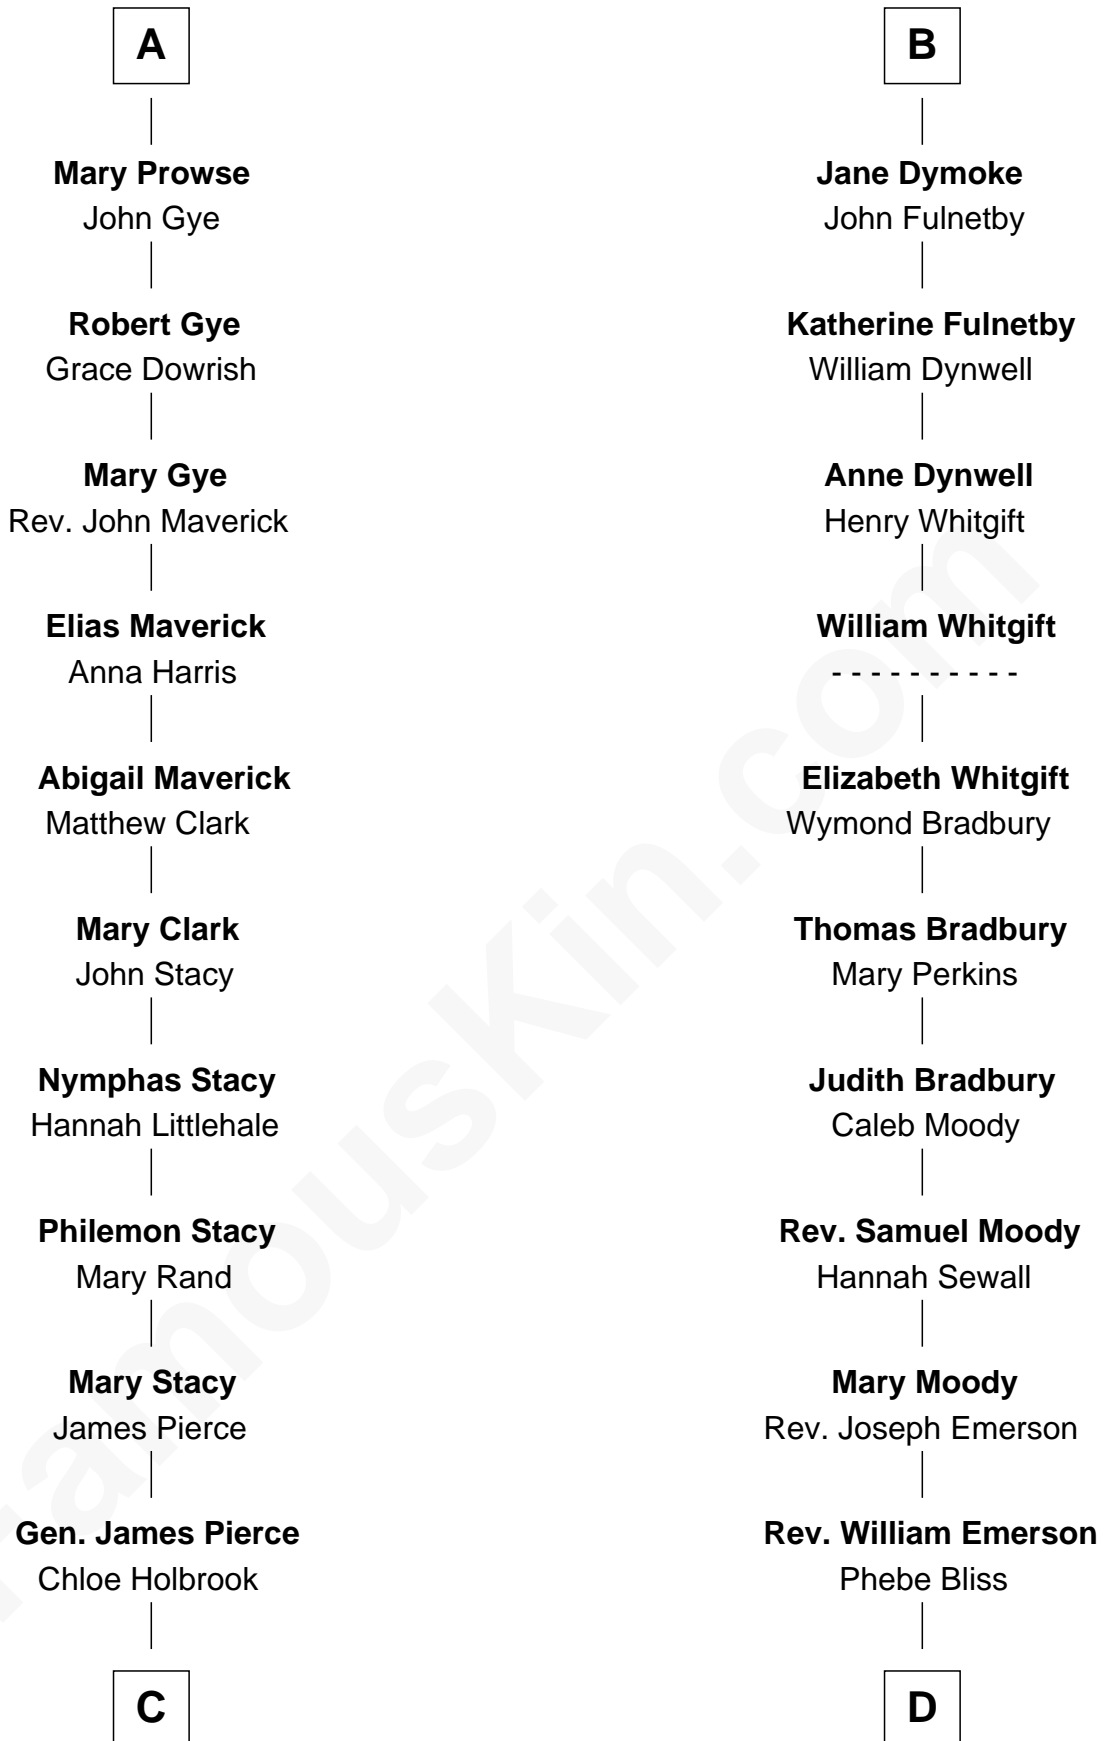 A
Mary Prowse
John Gye
Robert Gye
Grace Dowrish
Mary Gye
Rev. John Maverick
Elias Maverick
Anna Harris
Abigail Maverick
Matthew Clark
Mary Clark
John Stacy
Nymphas Stacy
Hannah Littlehale
Philemon Stacy
Mary Rand
Mary Stacy
James Pierce
Gen. James Pierce
Chloe Holbrook
C
B
Jane Dymoke
John Fulnetby
Katherine Fulnetby
William Dynwell
Anne Dynwell
Henry Whitgift
William Whitgift
- - - - - - - - - -
Elizabeth Whitgift
Wymond Bradbury
Thomas Bradbury
Mary Perkins
Judith Bradbury
Caleb Moody
Rev. Samuel Moody
Hannah Sewall
Mary Moody
Rev. Joseph Emerson
Rev. William Emerson
Phebe Bliss
D
FamousKin.com